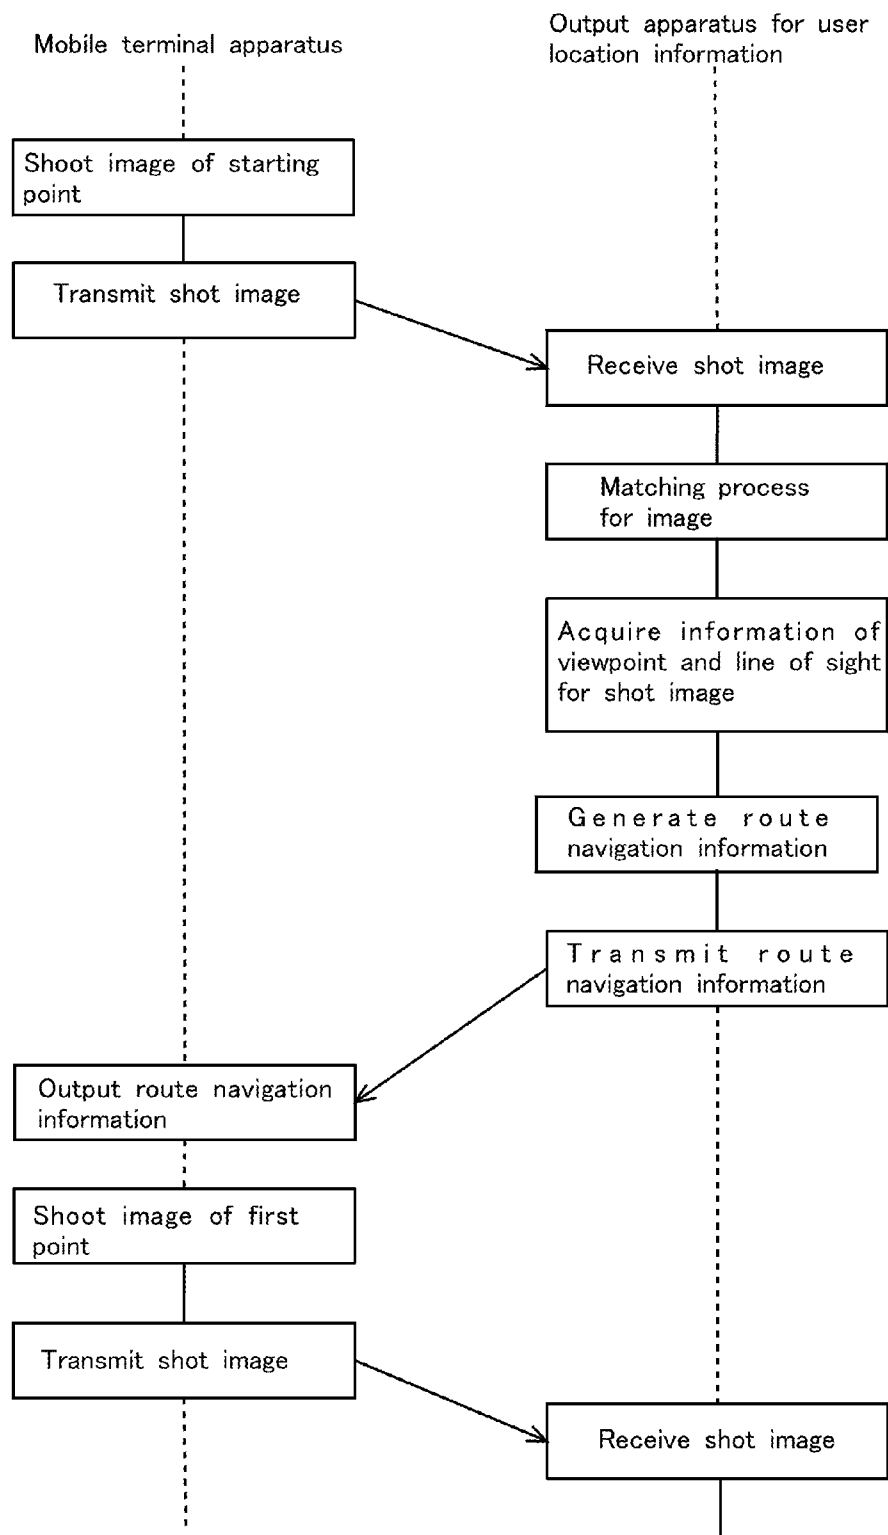 Mobile terminal apparatus
Output apparatus for user
location information
Shoot image of starting
point
Transmit shot image
Receive shot image
Matching process
for image
Acquire information of
viewpoint and line of sight
for shot image
Generate route
navigation information
Transmit route
navigation information
Output route navigation
information
Shoot image of first
point
Transmit shot image
Receive shot image